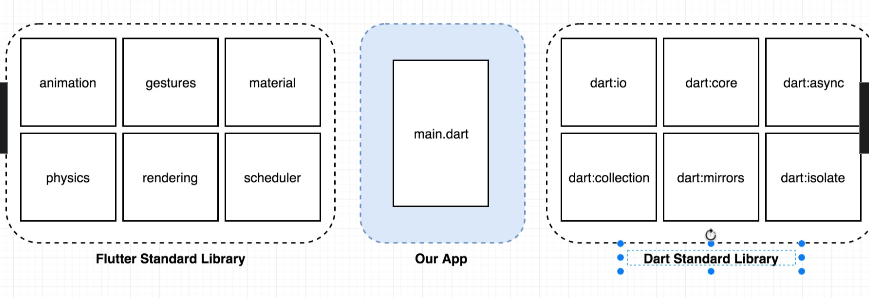 animation
gestures
material
physics
rendering
scheduler
Flutter Standard Library
main.dart
Our App
dart:io
dart:core
dart:async
dart:collection
dart:mirrors
dart:isolate
Dart Standard Library